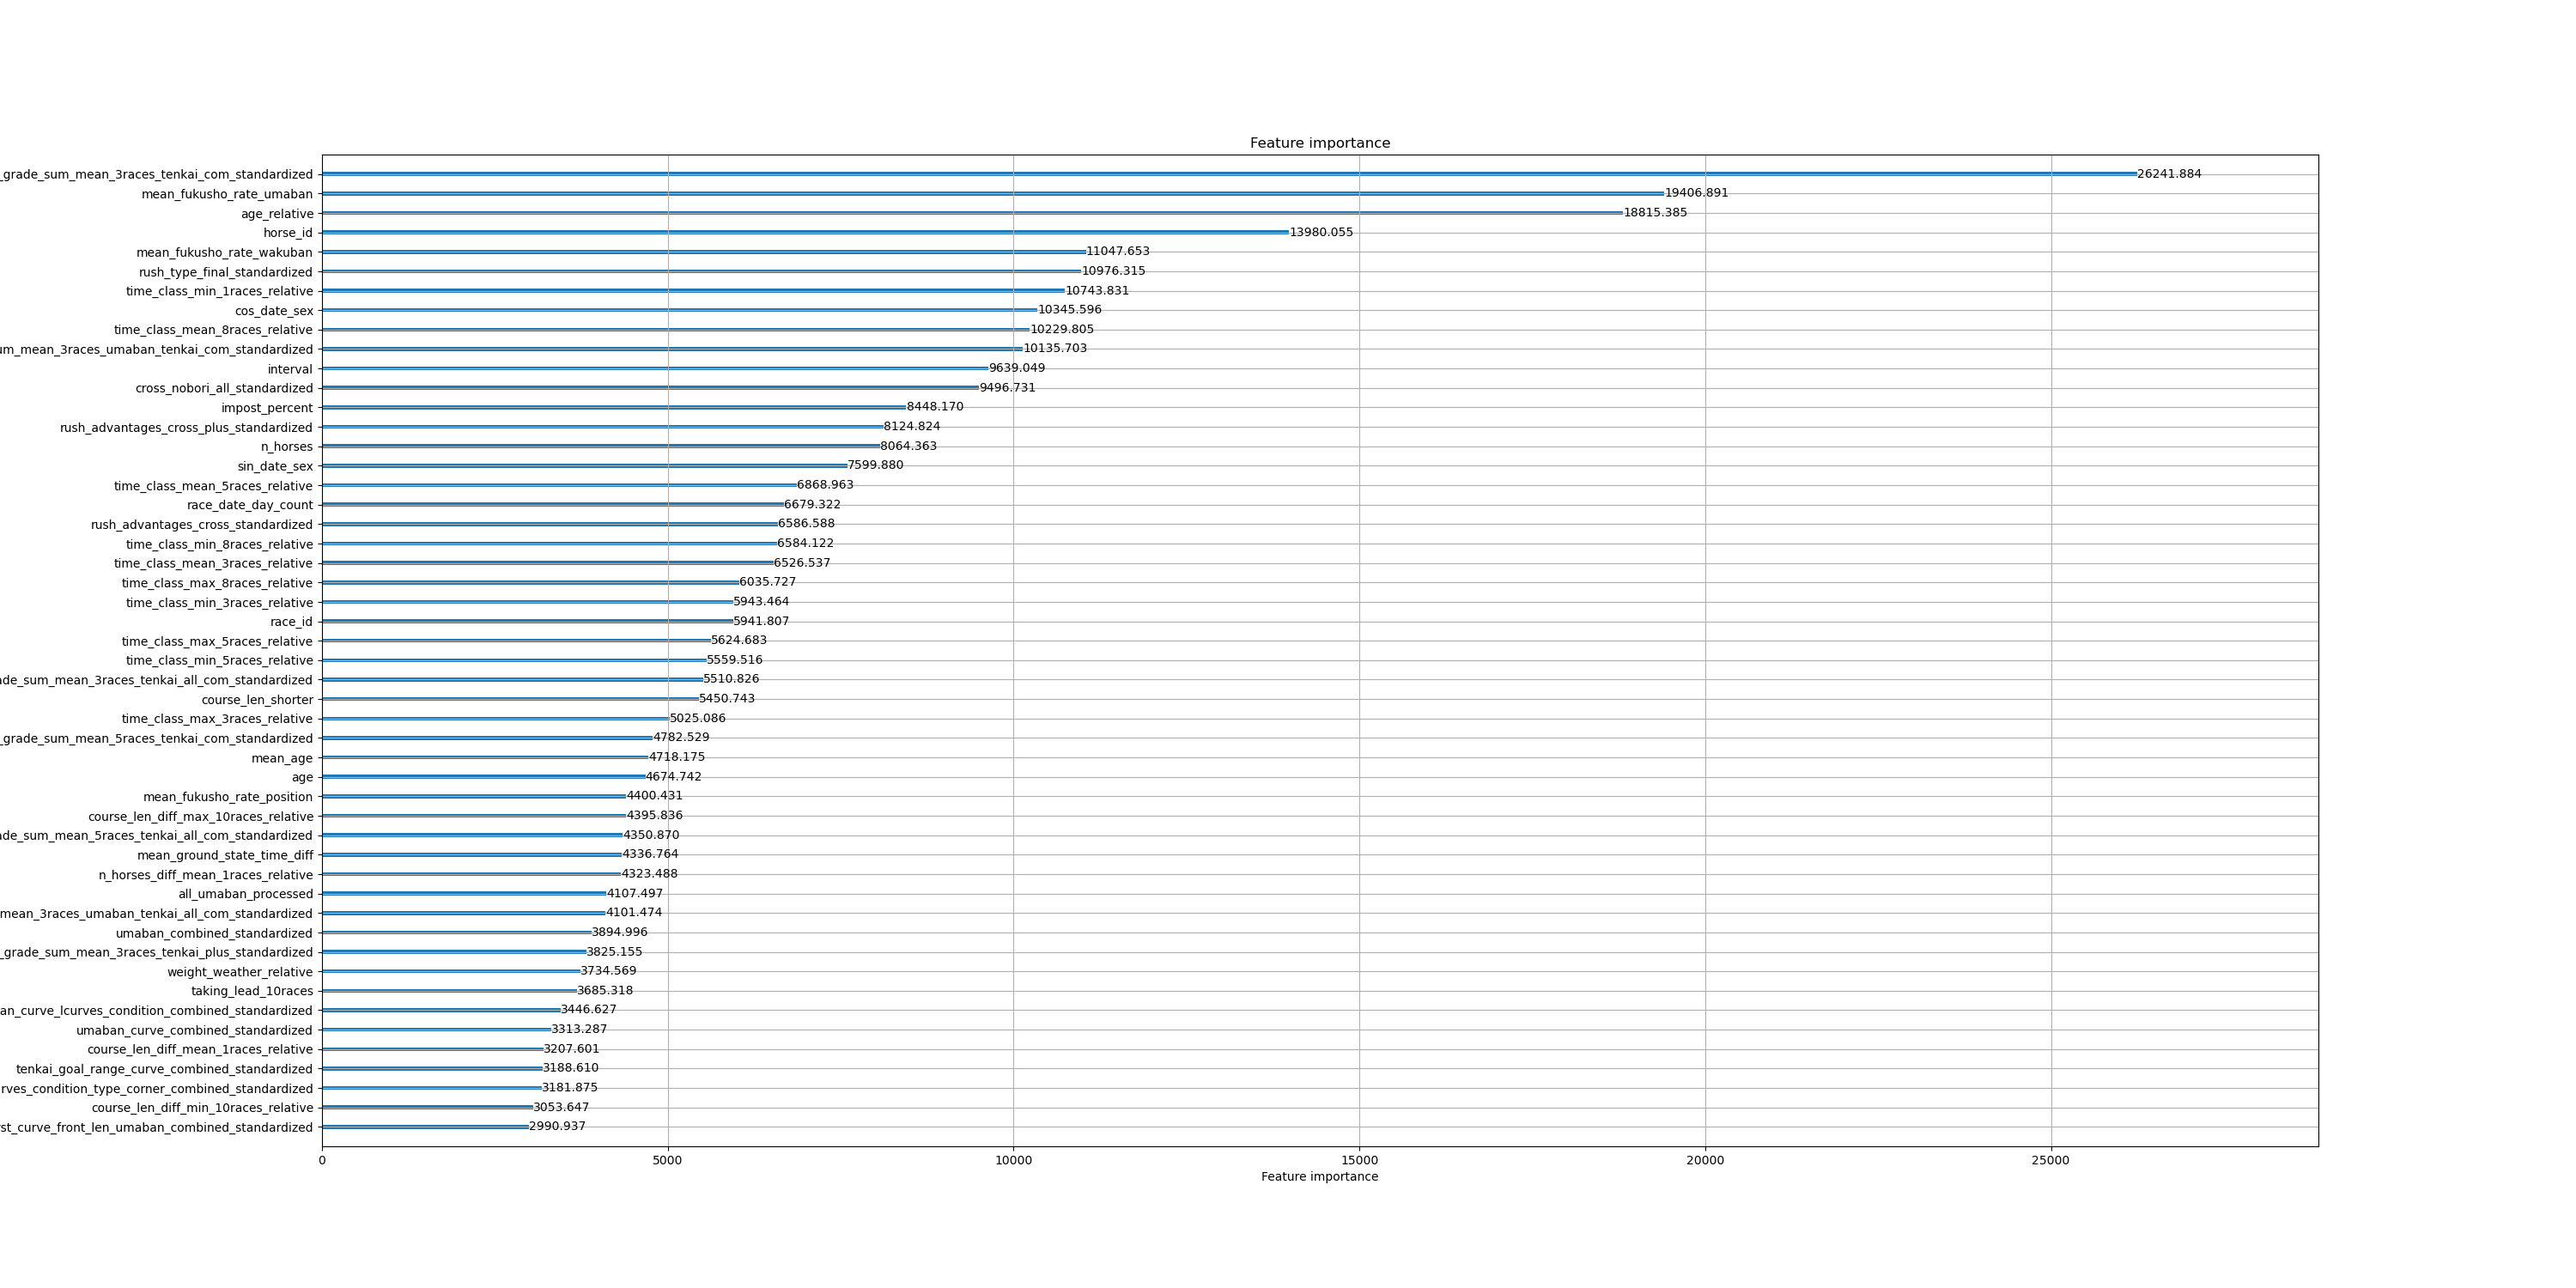 Feature importance
_grade_sum_mean_3races_tenkai_com_standardized 26241.884
mean_fukusho_rate_umaban 19406.891
age_relative 18815.385
horse_id 13980.055
mean_fukusho_rate_wakuban 11047.653
rush_type_final_standardized 10976.315
time_class_min_1races_relative 10743.831
cos_date_sex 10345.596
time_class_mean_8races_relative 10229.805
um_mean_3races_umaban_tenkai_com_standardized 10135.703
interval 9639.049
cross_nobori_all_standardized 9496.731
impost_percent 8448.170
rush_advantages_cross_plus_standardized 8124.824
n_horses 8064.363
sin_date_sex 7599.880
time_class_mean_5races_relative 6868.963
race_date_day_count 6679.322
rush_advantages_cross_standardized 6586.588
time_class_min_8races_relative 6584.122
time_class_mean_3races_relative 6526.537
time_class_max_8races_relative 6035.727
time_class_min_3races_relative 5943.464
race_id 5941.807
time_class_max_5races_relative 5624.683
time_class_min_5races_relative 5559.516
ade_sum_mean_3races_tenkai_all_com_standardized 5510.826
course_len_shorter 5450.743
time_class_max_3races_relative 5025.086
_grade_sum_mean_5races_tenkai_com_standardized 4782.529
mean_age 4718.175
age 4674.742
mean_fukusho_rate_position 4400.431
course_len_diff_max_10races_relative 4395.836
ade_sum_mean_5races_tenkai_all_com_standardized 4350.870
mean_ground_state_time_diff 4336.764
n_horses_diff_mean_1races_relative 4323.488
all_umaban_processed 4107.497
mean_3races_umaban_tenkai_all_com_standardized 4101.474
umaban_combined_standardized 3894.996
_grade_sum_mean_3races_tenkai_plus_standardized 3825.155
weight_weather_relative 3734.569
taking_lead_10races 3685.318
an_curve_lcurves_condition_combined_standardized 3446.627
umaban_curve_combined_standardized 3313.287
course_len_diff_mean_1races_relative 3207.601
tenkai_goal_range_curve_combined_standardized 3188.610
rves_condition_type_corner_combined_standardized 3181.875
course_len_diff_min_10races_relative 3053.647
st_curve_front_len_umaban_combined_standardized 2990.937
0 5000 10000 15000 20000 25000
Feature importance